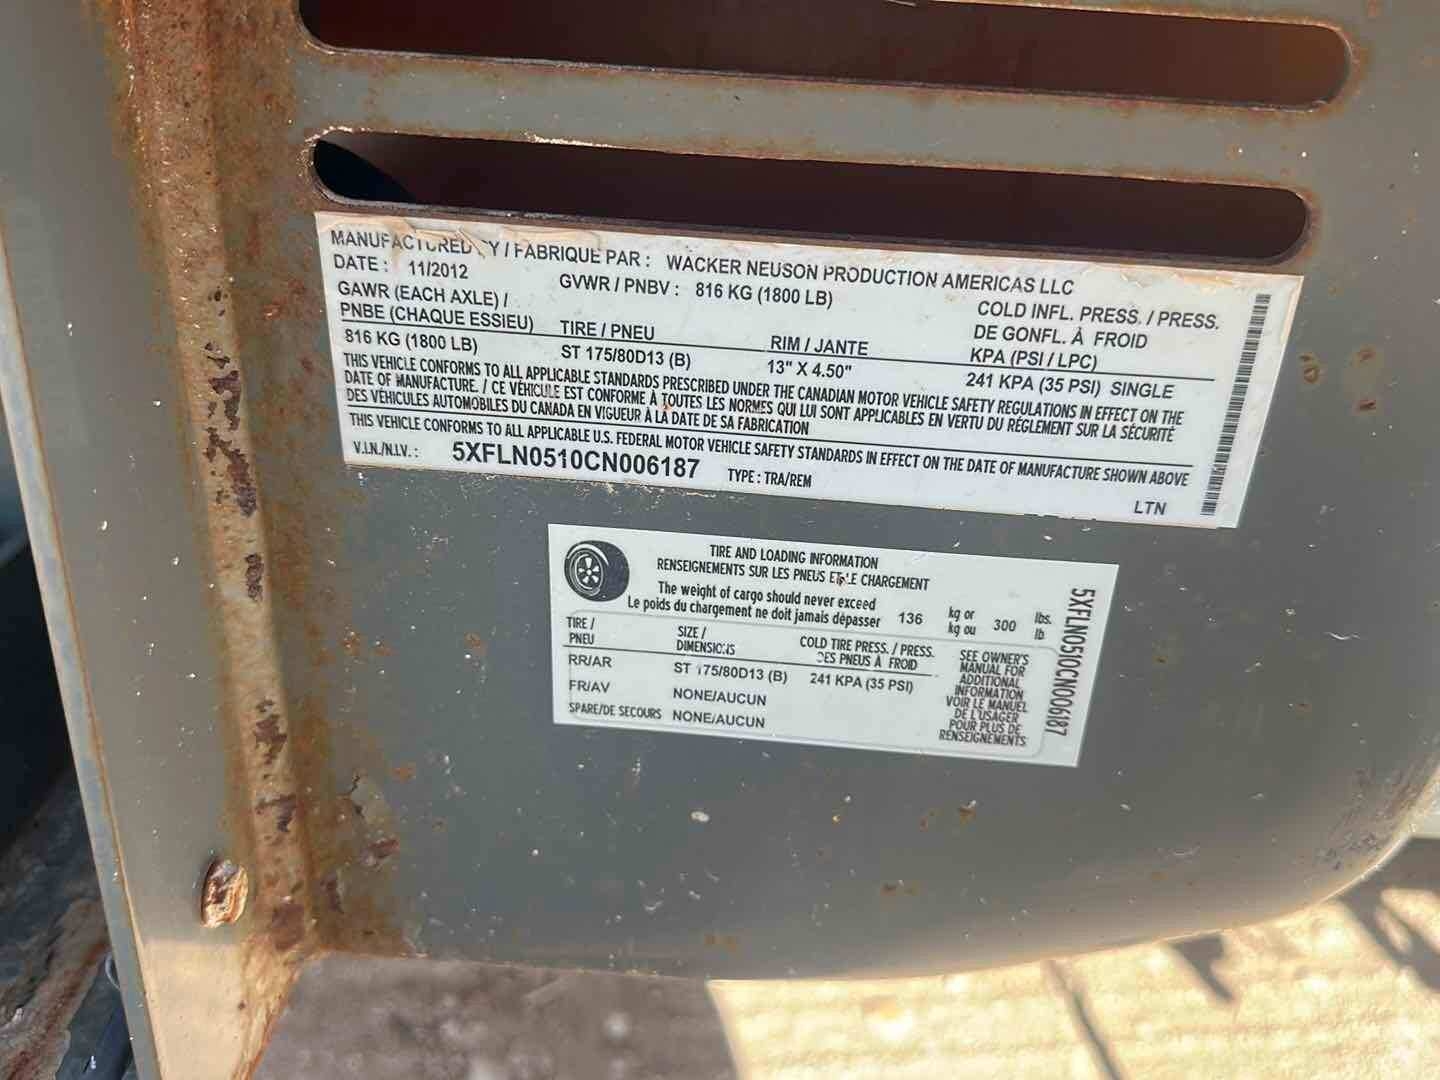 MANUFACTURED BY / FABRIQUE PAR : WACKER NEUSON PRODUCTION AMERICAS LLC
DATE : 11/2012 GVWR / PNBV : 816 KG (1800 LB)
GAWR (EACH AXLE) / PNBE (CHAQUE ESSIEU) TIRE / PNEU RIM / JANTE COLD INFL. PRESS. / PRESS. DE GONFL. À FROID KPA (PSI / LPC)
816 KG (1800 LB) ST 175/80D13 (B) 13" X 4.50" 241 KPA (35 PSI) SINGLE
THIS VEHICLE CONFORMS TO ALL APPLICABLE STANDARDS PRESCRIBED UNDER THE CANADIAN MOTOR VEHICLE SAFETY REGULATIONS IN EFFECT ON THE
DATE OF MANUFACTURE. / CE VÉHICULE EST CONFORME À TOUTES LES NORMES QUI LUI SONT APPLICABLES EN VERTU DU RÉGLEMENT SUR LA SÉCURITÉ
DES VÉHICULES AUTOMOBILES DU CANADA EN VIGUEUR À LA DATE DE SA FABRICATION
THIS VEHICLE CONFORMS TO ALL APPLICABLE U.S. FEDERAL MOTOR VEHICLE SAFETY STANDARDS IN EFFECT ON THE DATE OF MANUFACTURE SHOWN ABOVE
V.I.N./N.I.V. : 5XFLN0510CN006187 TYPE : TRA/REM
LTN
TIRE AND LOADING INFORMATION
RENSEIGNEMENTS SUR LES PNEUS ET LE CHARGEMENT
The weight of cargo should never exceed
Le poids du chargement ne doit jamais dépasser 136 kg or kg ou 300 lbs. lb
TIRE / PNEU SIZE / DIMENSIONS COLD TIRE PRESS. / PRESS. DES PNEUS À FROID
RR/AR ST 175/80D13 (B) 241 KPA (35 PSI)
FR/AV NONE/AUCUN
SPARE/DE SECOURS NONE/AUCUN
SEE OWNER'S
MANUAL FOR
ADDITIONAL
INFORMATION
VOIR LE MANUEL
DE L'USAGER
POUR PLUS DE
RENSEIGNEMENTS
5XFLN0510CN006187